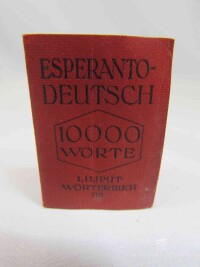 ESPERANTO-
DEUTSCH
10000
WORTE
LILIPUT-
WÖRTERBUCH